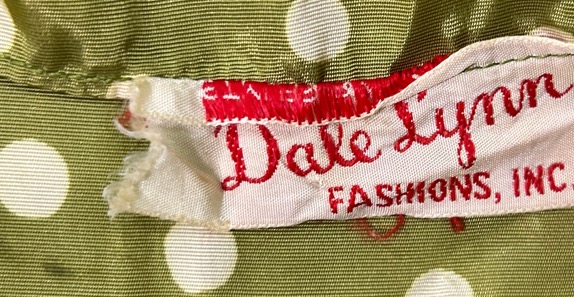 Dale Lynn
FASHIONS, INC.